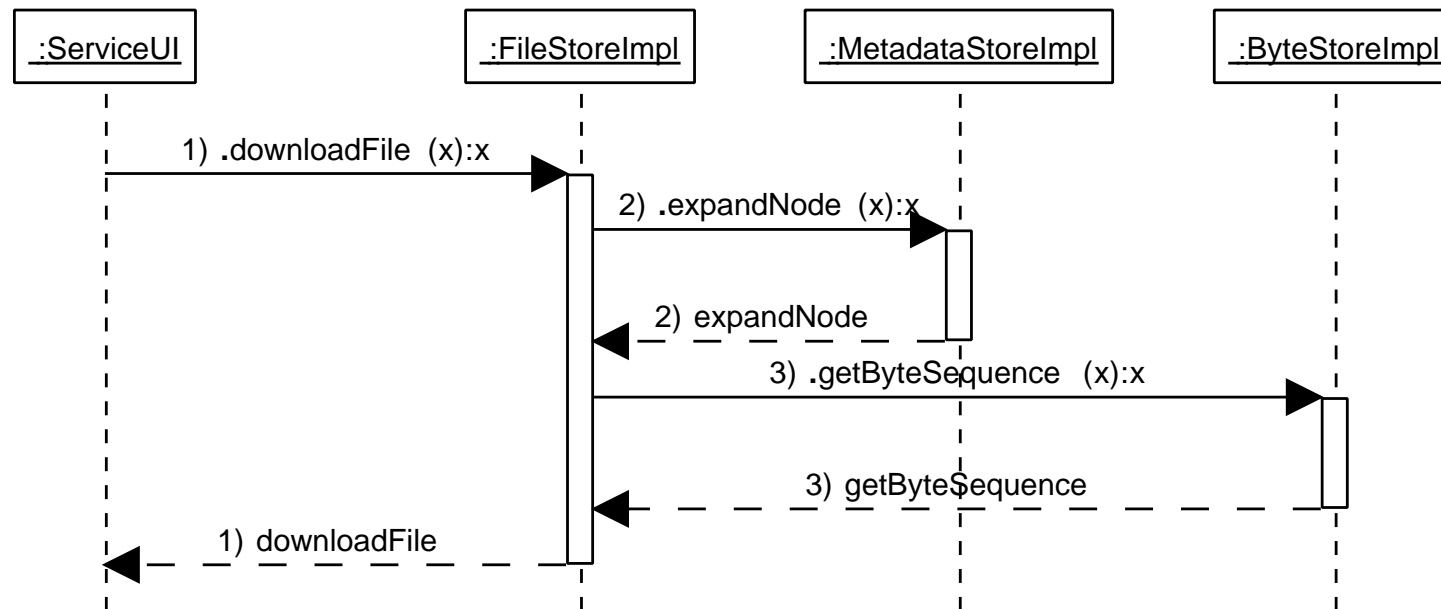 :ServiceUI
:FileStoreImpl
:MetadataStoreImpl
:ByteStoreImpl
1) .downloadFile (x):x
2) .expandNode (x):x
2) expandNode
3) .getByteSequence (x):x
3) getByteSequence
1) downloadFile